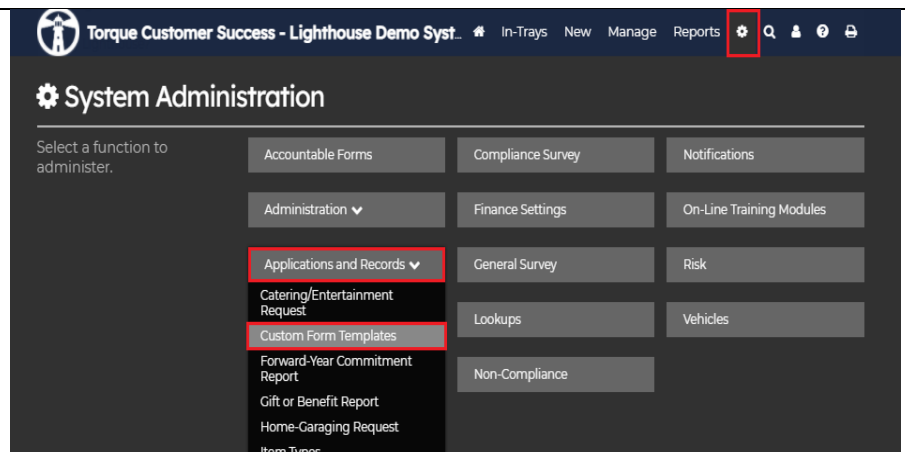 Torque Customer Success - Lighthouse Demo Syst... In-Trays New Manage Reports
System Administration
Select a function to
administer.
Accountable Forms
Compliance Survey
Notifications
Administration
Finance Settings
On-Line Training Modules
Applications and Records
General Survey
Risk
Catering/Entertainment
Request
Lookups
Vehicles
Custom Form Templates
Forward-Year Commitment
Report
Non-Compliance
Gift or Benefit Report
Home-Garaging Request
Item Types